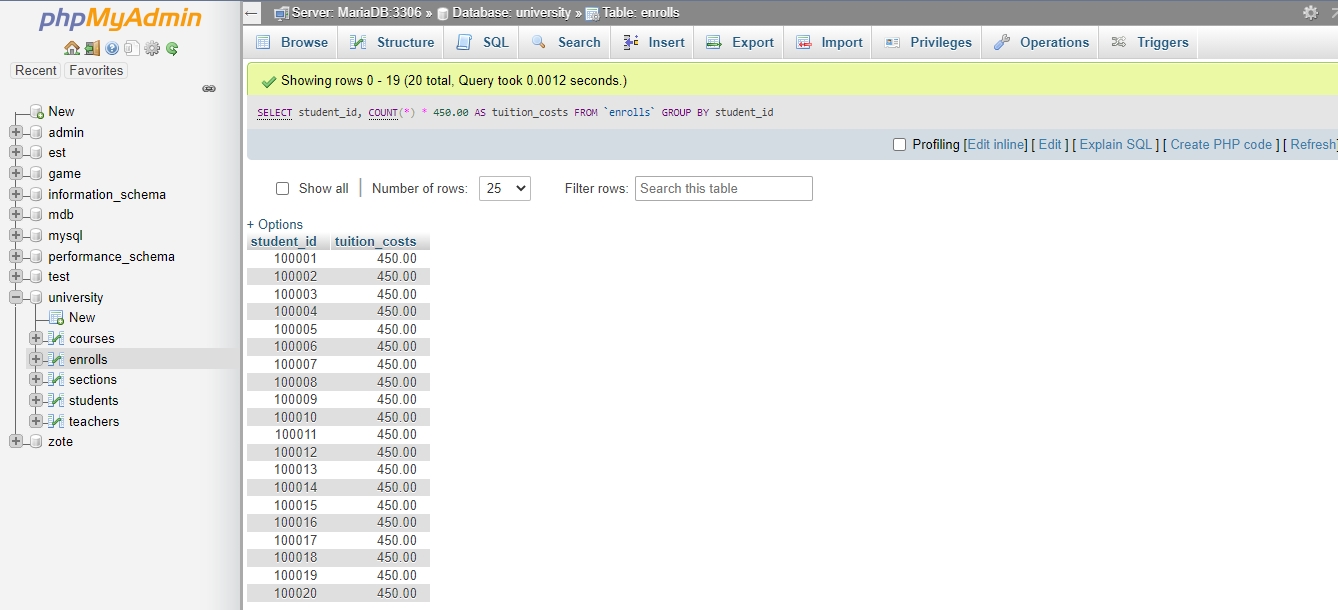 phpMyAdmin
Recent Favorites
New
admin
est
game
information_schema
mdb
mysql
performance_schema
test
university
New
courses
enrolls
sections
students
teachers
zote
Server: MariaDB:3306 » Database: university » Table: enrolls
Browse Structure SQL Search Insert Export Import Privileges Operations Triggers
Showing rows 0 - 19 (20 total, Query took 0.0012 seconds.)
SELECT student_id, COUNT(*) * 450.00 AS tuition_costs FROM `enrolls` GROUP BY student_id
Profiling [Edit inline] [ Edit ] [ Explain SQL ] [ Create PHP code ] [ Refresh]
Show all | Number of rows: 25 Filter rows: Search this table
+ Options
student_id tuition_costs
100001 450.00
100002 450.00
100003 450.00
100004 450.00
100005 450.00
100006 450.00
100007 450.00
100008 450.00
100009 450.00
100010 450.00
100011 450.00
100012 450.00
100013 450.00
100014 450.00
100015 450.00
100016 450.00
100017 450.00
100018 450.00
100019 450.00
100020 450.00